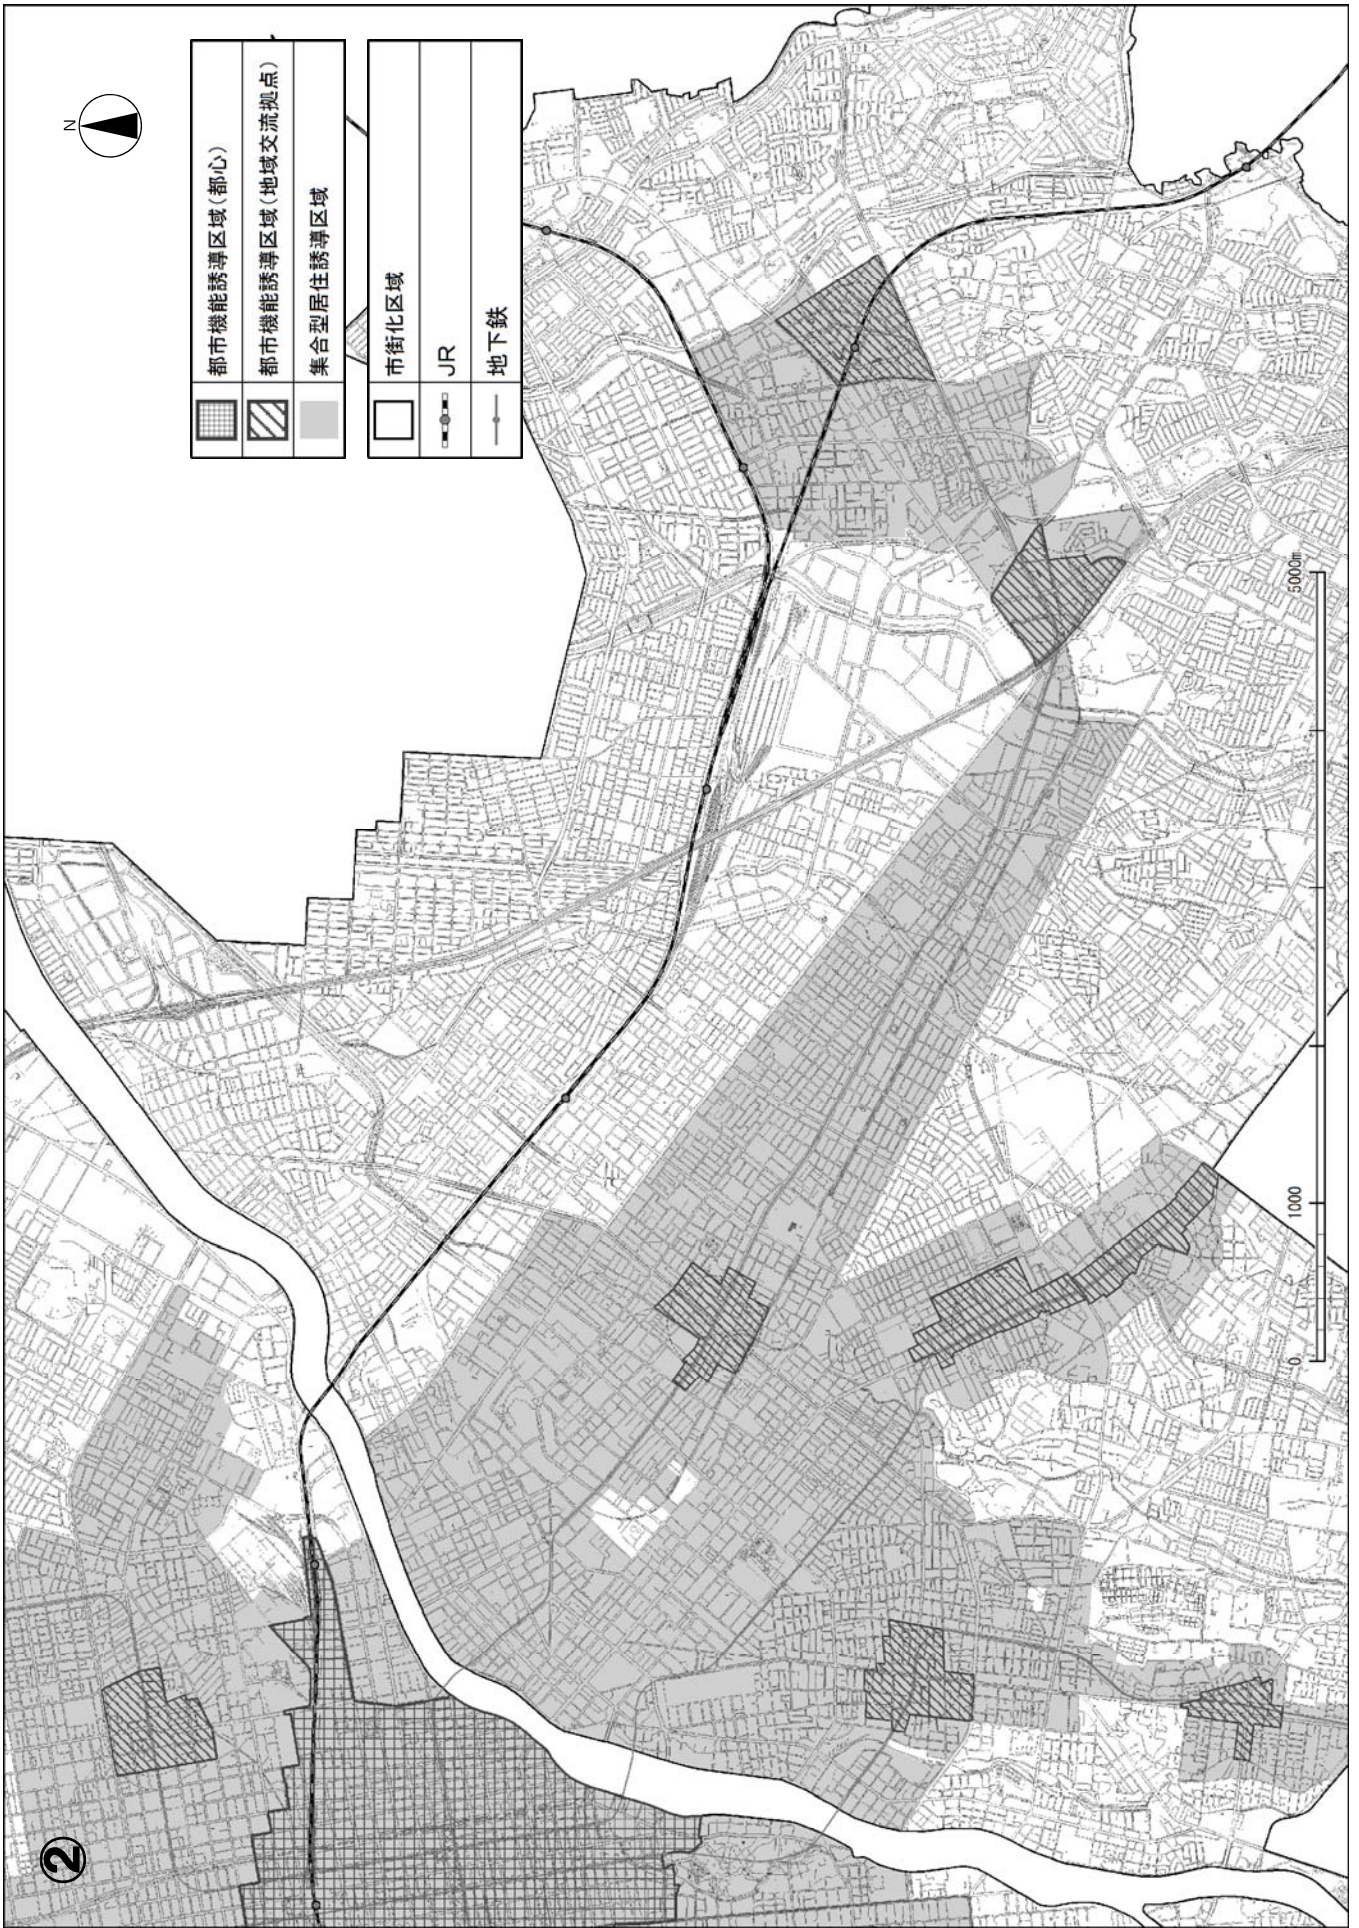 ②
N
都市機能誘導区域(都心)
都市機能誘導区域(地域交流拠点)
集合型居住誘導区域
市街化区域
JR
地下鉄
0 1000 5000m